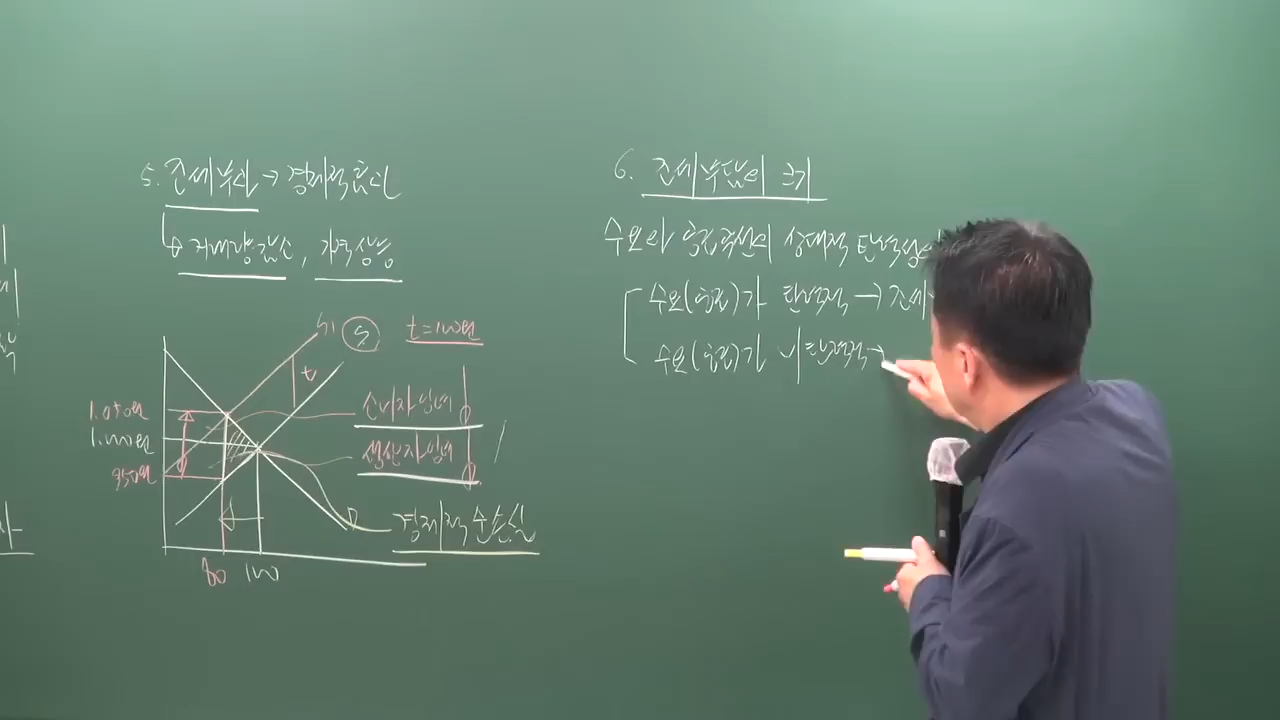 5. 조세부과 → 경제적효과
↳ 거래량감소, 가격상승
S1
S
t=100원
t
1.050원
1.000원
950원
소비자잉여
생산자잉여
경제적 순손실
80 100
6. 조세부담의 크기
수요와 공급곡선의 상대적 탄력성
수요(공급)가 탄력적 → 조세
수요(공급)가 비탄력적 →